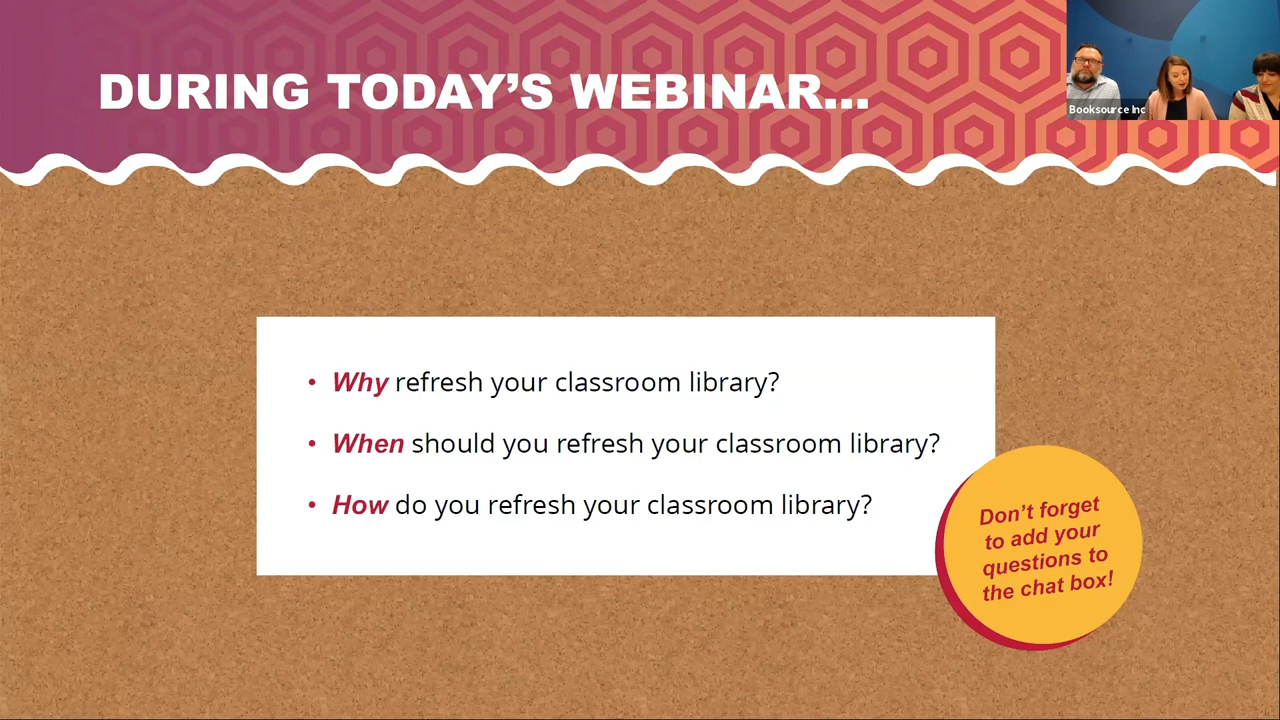 DURING TODAY'S WEBINAR...
Booksource Inc
• Why refresh your classroom library?
• When should you refresh your classroom library?
• How do you refresh your classroom library?
Don't forget
to add your
questions to
the chat box!